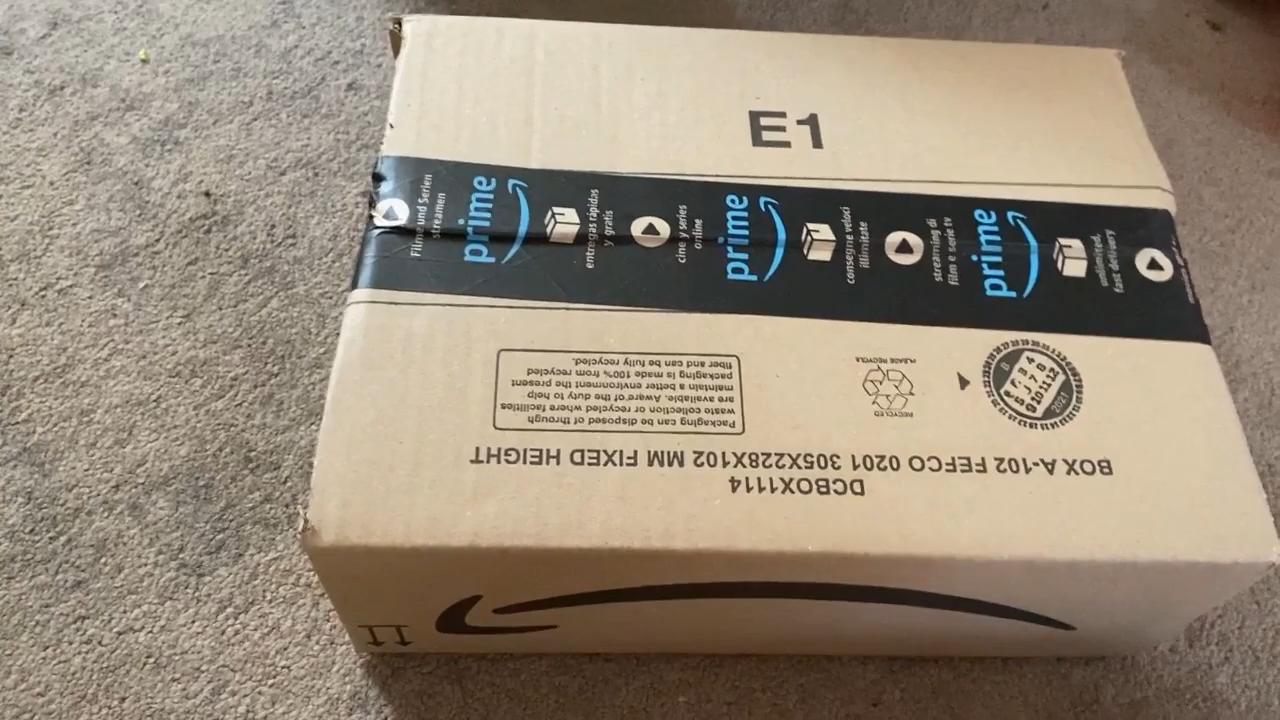 E1
Filme und Serien
streamen
prime
entregas rápidas
y gratis
cine y series
online
prime
consegne veloci
illimitate
streaming di
film e serie tv
prime
unlimited,
fast delivery
Packaging can be disposed of through
waste collection or recycled where facilities
are available. Aware of the duty to help
maintain a better environment the present
packaging is made 100% from recycled
fiber and can be fully recycled.
RECYCLED
PLEASE RECYCLE
2021
BOX A-102 FEFCO 0201 305X228X102 MM FIXED HEIGHT
DCBOX1114